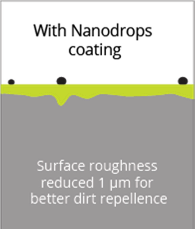 With Nanodrops
coating
Surface roughness
reduced 1 µm for
better dirt repellence